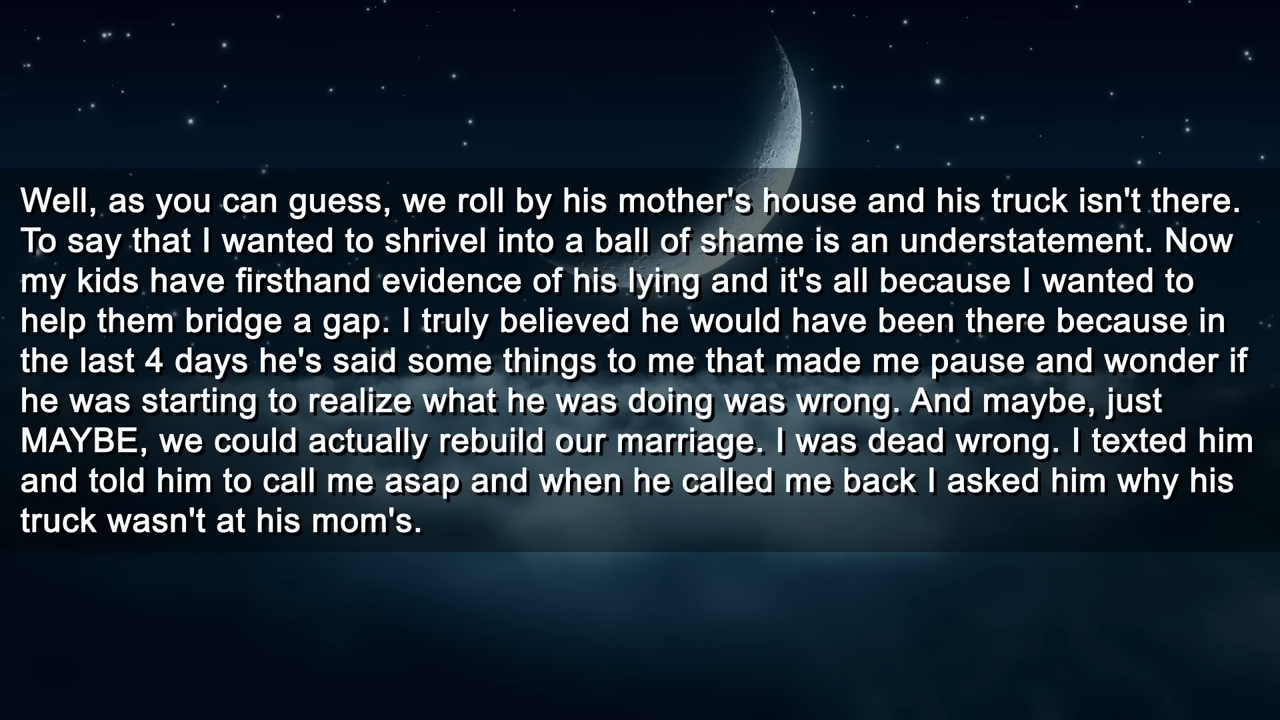 Well, as you can guess, we roll by his mother's house and his truck isn't there.
To say that I wanted to shrivel into a ball of shame is an understatement. Now
my kids have firsthand evidence of his lying and it's all because I wanted to
help them bridge a gap. I truly believed he would have been there because in
the last 4 days he's said some things to me that made me pause and wonder if
he was starting to realize what he was doing was wrong. And maybe, just
MAYBE, we could actually rebuild our marriage. I was dead wrong. I texted him
and told him to call me asap and when he called me back I asked him why his
truck wasn't at his mom's.